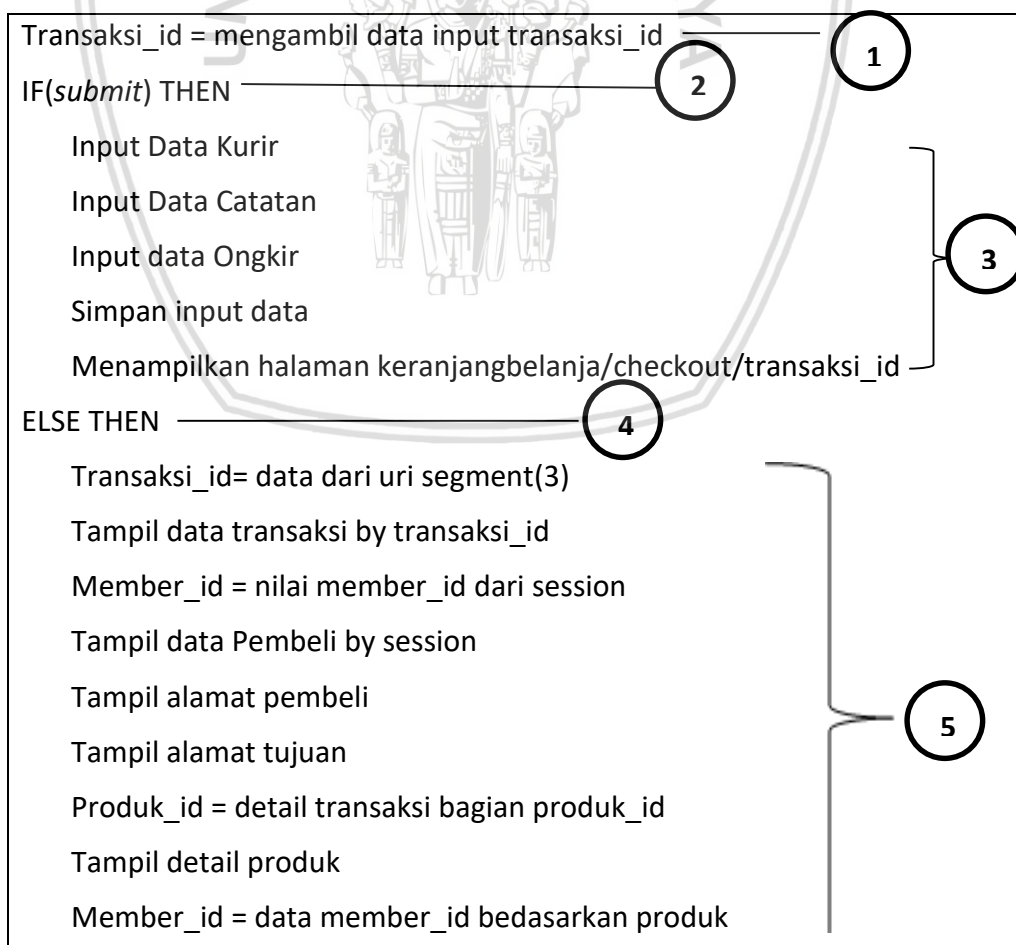 Transaksi_id = mengambil data input transaksi_id 1
IF(submit) THEN 2
Input Data Kurir
Input Data Catatan
Input data Ongkir 3
Simpan input data
Menampilkan halaman keranjangbelanja/checkout/transaksi_id
ELSE THEN 4
Transaksi_id= data dari uri segment(3)
Tampil data transaksi by transaksi_id
Member_id = nilai member_id dari session
Tampil data Pembeli by session
Tampil alamat pembeli 5
Tampil alamat tujuan
Produk_id = detail transaksi bagian produk_id
Tampil detail produk
Member_id = data member_id bedasarkan produk